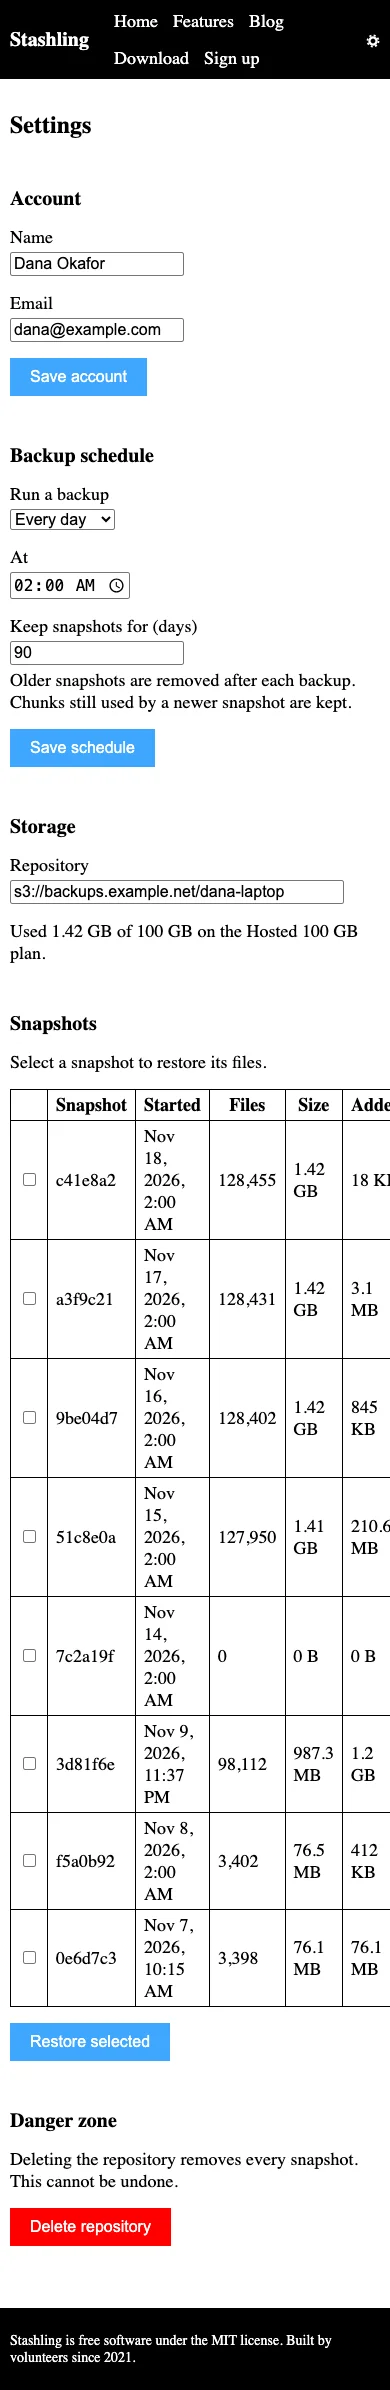 Stashling
Home Features Blog
Download Sign up
Settings
Account
Name
Dana Okafor
Email
dana@example.com
Save account
Backup schedule
Run a backup
Every day
At
02:00 AM
Keep snapshots for (days)
90
Older snapshots are removed after each backup.
Chunks still used by a newer snapshot are kept.
Save schedule
Storage
Repository
s3://backups.example.net/dana-laptop
Used 1.42 GB of 100 GB on the Hosted 100 GB
plan.
Snapshots
Select a snapshot to restore its files.
Snapshot Started Files Size Adde
c41e8a2 Nov 18, 2026, 2:00 AM 128,455 1.42 GB 18 K
a3f9c21 Nov 17, 2026, 2:00 AM 128,431 1.42 GB 3.1 MB
9be04d7 Nov 16, 2026, 2:00 AM 128,402 1.42 GB 845 KB
51c8e0a Nov 15, 2026, 2:00 AM 127,950 1.41 GB 210.6 MB
7c2a19f Nov 14, 2026, 2:00 AM 0 0 B 0 B
3d81f6e Nov 9, 2026, 11:37 PM 98,112 987.3 MB 1.2 GB
f5a0b92 Nov 8, 2026, 2:00 AM 3,402 76.5 MB 412 KB
0e6d7c3 Nov 7, 2026, 10:15 AM 3,398 76.1 MB 76.1 MB
Restore selected
Danger zone
Deleting the repository removes every snapshot.
This cannot be undone.
Delete repository
Stashling is free software under the MIT license. Built by
volunteers since 2021.